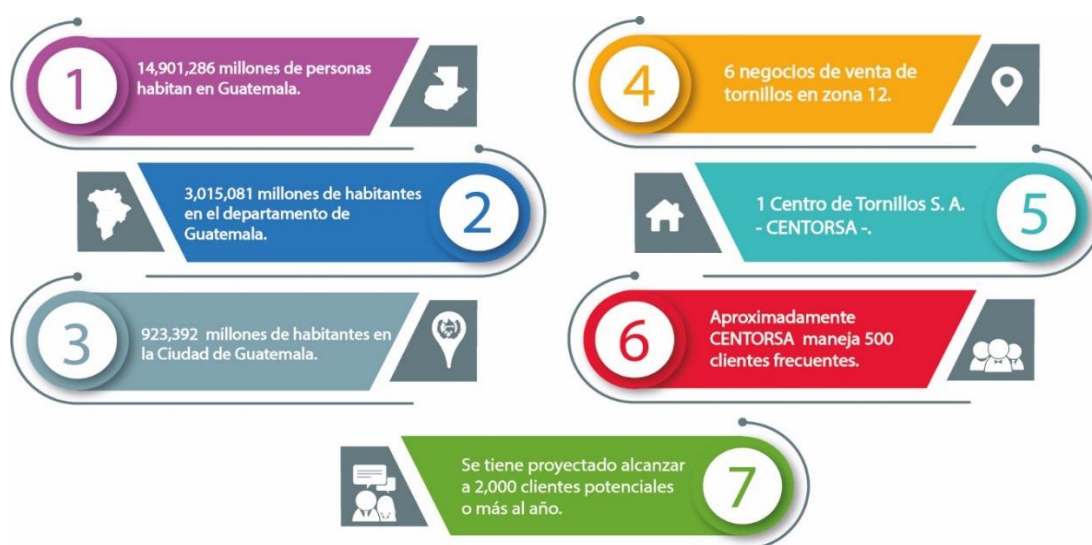 1
14,901,286 millones de personas
habitan en Guatemala.
2
3,015,081 millones de habitantes
en el departamento de
Guatemala.
3
923,392 millones de habitantes en
la Ciudad de Guatemala.
4
6 negocios de venta de
tornillos en zona 12.
5
1 Centro de Tornillos S. A.
- CENTORSA -.
6
Aproximadamente
CENTORSA maneja 500
clientes frecuentes.
7
Se tiene proyectado alcanzar
a 2,000 clientes potenciales
o más al año.